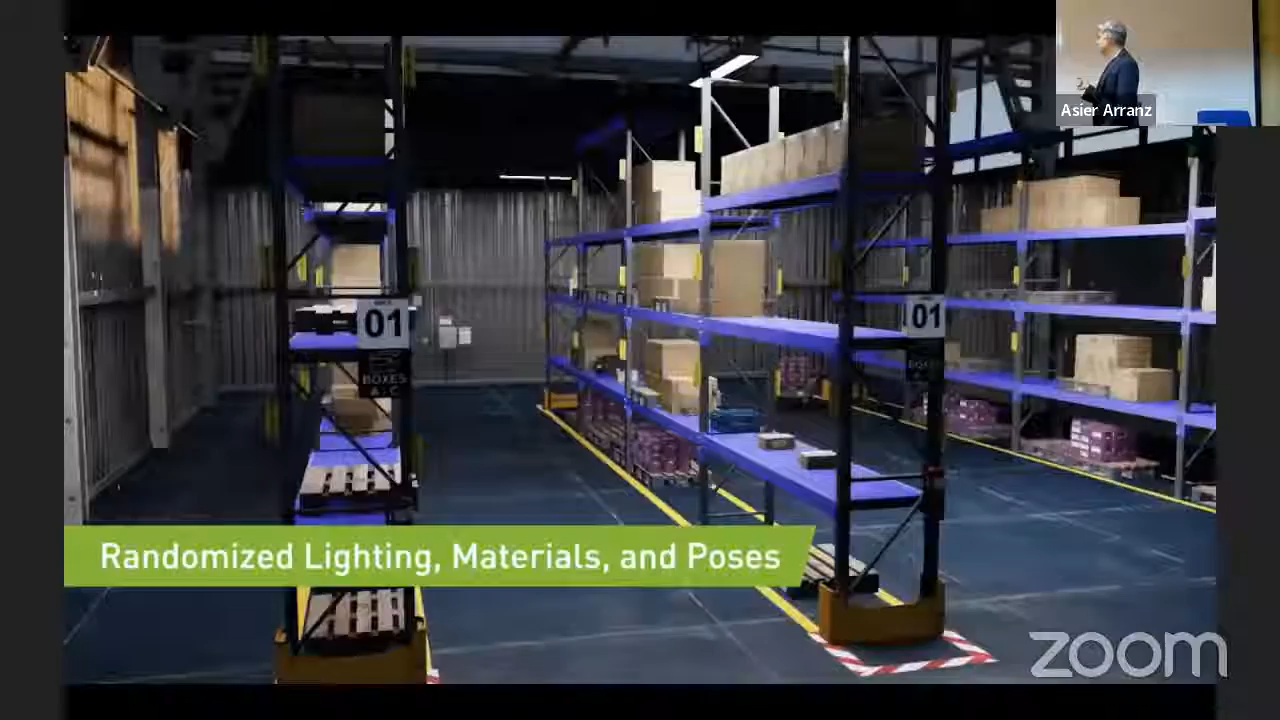 Asier Arranz
01
BOXES
A - C
01
Randomized Lighting, Materials, and Poses
zoom